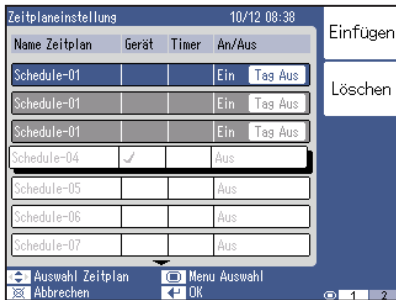 Zeitplaneinstellung 10/12 08:38
Name Zeitplan Gerät Timer An/Aus
Schedule-01 Ein Tag Aus
Schedule-01 Ein Tag Aus
Schedule-01 Ein Tag Aus
Schedule-04 ✓ Aus
Schedule-05 Aus
Schedule-06 Aus
Schedule-07 Aus
Auswahl Zeitplan Menu Auswahl
Abbrechen OK
Einfügen
Löschen
1 2